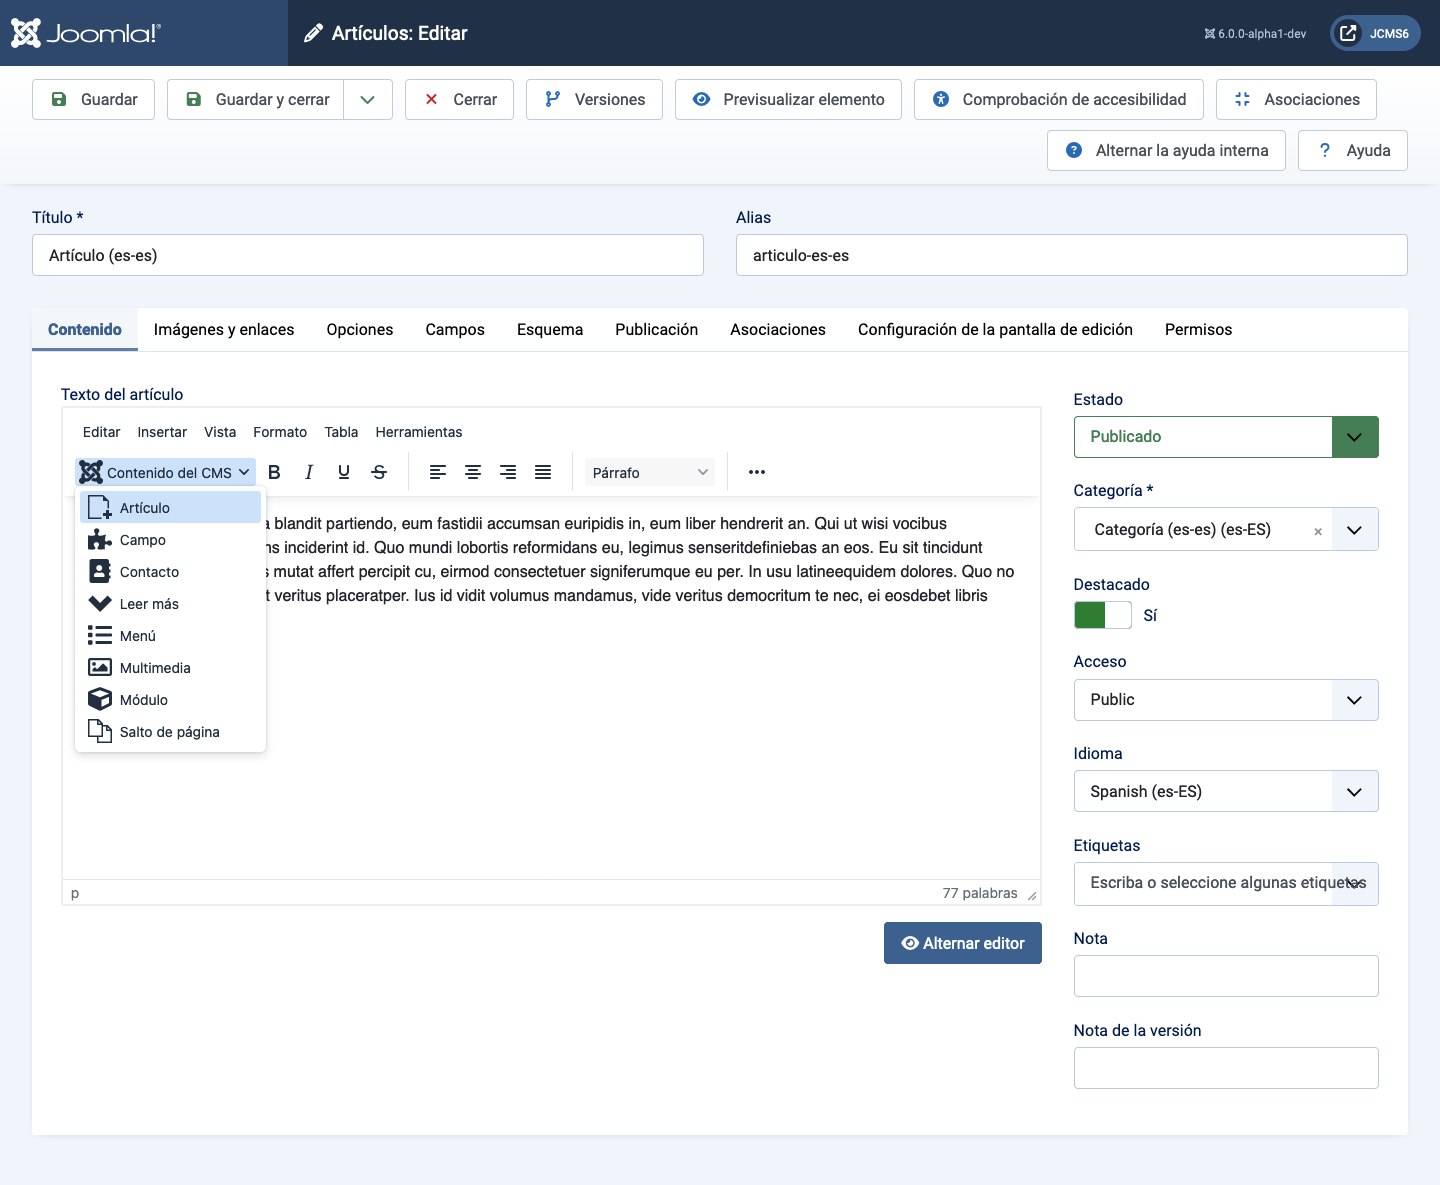 Joomla!®
Artículos: Editar
6.0.0-alpha1-dev
JCMS6
Guardar
Guardar y cerrar
Cerrar
Versiones
Previsualizar elemento
Comprobación de accesibilidad
Asociaciones
Alternar la ayuda interna
Ayuda
Título *
Alias
Artículo (es-es)
articulo-es-es
Contenido
Imágenes y enlaces
Opciones
Campos
Esquema
Publicación
Asociaciones
Configuración de la pantalla de edición
Permisos
Texto del artículo
Editar
Insertar
Vista
Formato
Tabla
Herramientas
Contenido del CMS
B
I
U
S
Párrafo
Artículo
Campo
Contacto
Leer más
Menú
Multimedia
Módulo
Salto de página
blandit partiendo, eum fastidii accumsan euripidis in, eum liber hendrerit an. Qui ut wisi vocibus
inciderint id. Quo mundi lobortis reformidans eu, legimus senseritdefiniebas an eos. Eu sit tincidunt
mutat affert percipit cu, eirmod consectetuer signiferumque eu per. In usu latineequidem dolores. Quo no
veritus placeratper. Ius id vidit volumus mandamus, vide veritus democritum te nec, ei eosdebet libris
p
77 palabras
Alternar editor
Estado
Publicado
Categoría *
Categoría (es-es) (es-ES)
Destacado
Sí
Acceso
Public
Idioma
Spanish (es-ES)
Etiquetas
Escriba o seleccione algunas etiquetas
Nota
Nota de la versión